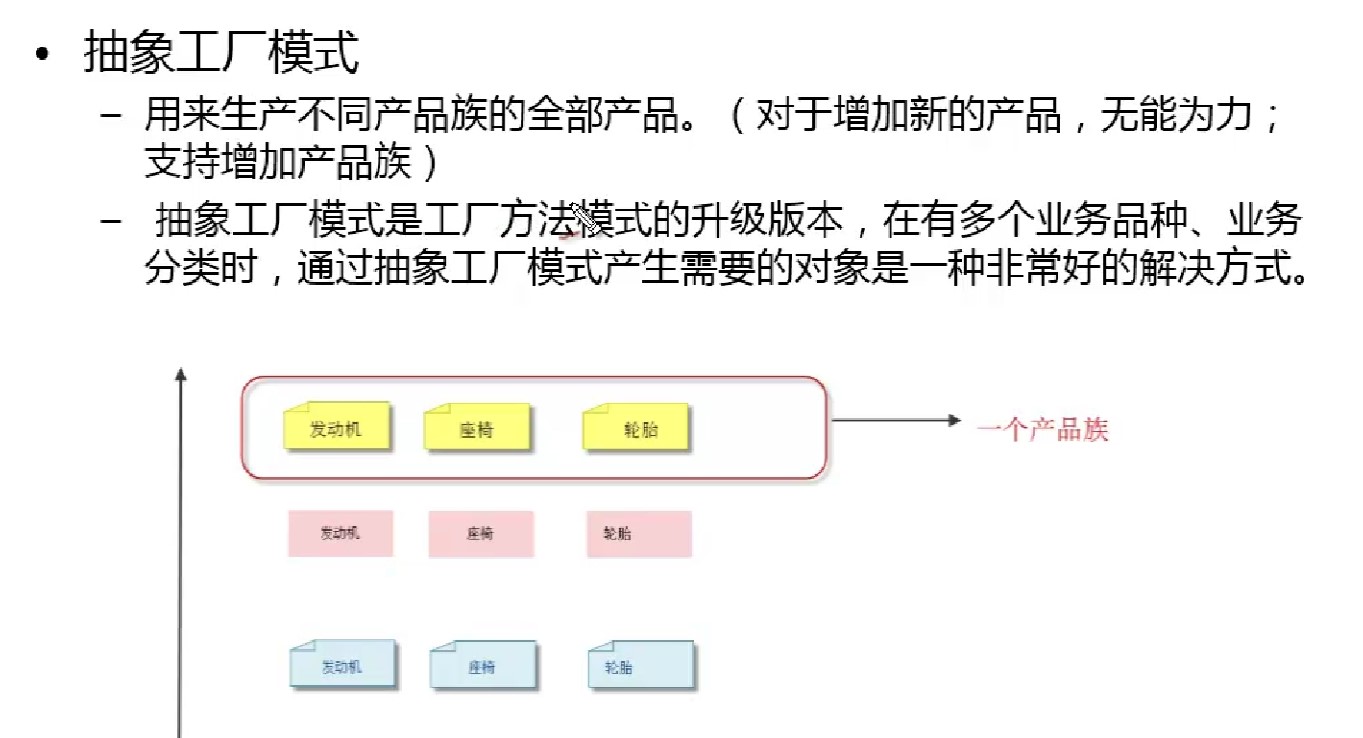 • 抽象工厂模式
– 用来生产不同产品族的全部产品。（对于增加新的产品，无能为力；
支持增加产品族）
– 抽象工厂模式是工厂方法模式的升级版本，在有多个业务品种、业务
分类时，通过抽象工厂模式产生需要的对象是一种非常好的解决方式。
发动机 座椅 轮胎 一个产品族
发动机 座椅 轮胎
发动机 座椅 轮胎